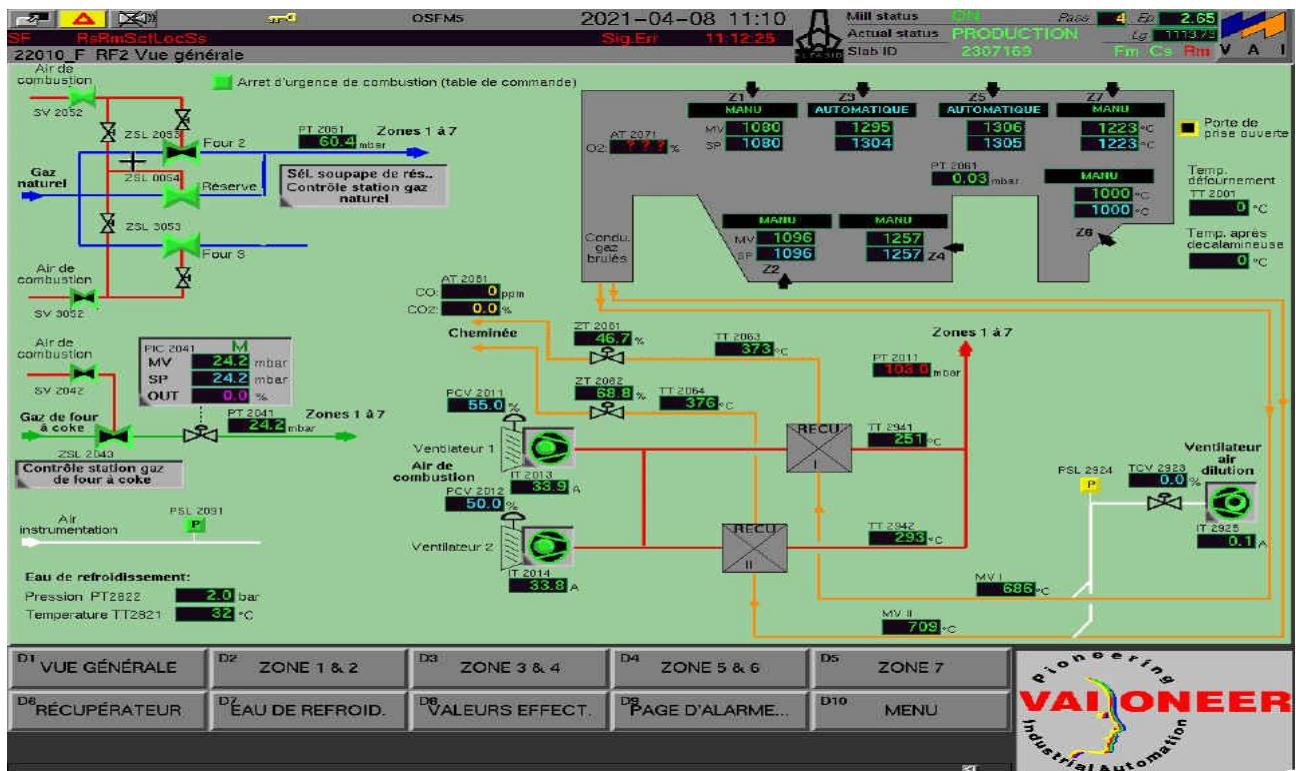 OSFM5
2021-04-08 11:10
Mill status ON Pass 4 Ep 2.65
SF RsRmSctLocSs Sig.Err 11:12:25
Actual status PRODUCTION Lg 1113.73
22010_F RF2 Vue générale
Slab ID 2307169 Fm Cs Rm
V A I
Air de
combustion
SV 2052
Arret d'urgence de combustion (table de commande)
ZSL 2053
Four 2
PT 2051
60.4 mbar
Zones 1 à 7
Gaz
naturel
ZSL 0054
Réserve
Sél. soupape de rés..
Contrôle station gaz
naturel
ZSL 3053
Four 3
Air de
combustion
SV 3052
Z1 Z3 Z5 Z7
MANU AUTOMATIQUE AUTOMATIQUE MANU
MV 1080 1295 1306 1223 °C
SP 1080 1304 1305 1223 °C
AT 2071
O2: ? ? ? %
PT 2061
0.03 mbar
MANU
1000 °C
1000 °C
Z6
Porte de
prise ouverte
Temp.
défournement
TT 2001
0 °C
Temp. après
decalamineuse
0 °C
Condu.
gaz
brulés
MANU MANU
MV 1096 1257
SP 1096 1257
Z2 Z4
AT 2081
CO: 0 ppm
CO2: 0.0 %
Cheminée
ZT 2061
46.7 %
TT 2063
373 °C
ZT 2062
68.8 %
TT 2064
376 °C
Zones 1 à 7
PT 2011
103.0 mbar
Air de
combustion
SV 2042
PIC 2041 M
MV 24.2 mbar
SP 24.2 mbar
OUT 0.0 %
Gaz de four
à coke
PT 2041
24.2 mbar
Zones 1 à 7
ZSL 2043
Contrôle station gaz
de four à coke
PCV 2011
55.0 %
Ventilateur 1
Air de
combustion
IT 2013
33.9 A
PCV 2012
50.0 %
Ventilateur 2
IT 2014
33.8 A
RECU
I
TT 2941
251 °C
RECU
II
TT 2942
293 °C
Ventilateur
air
dilution
PSL 2924
P
TCV 2923
0.0 %
IT 2925
0.1 A
MV I
686 °C
MV II
709 °C
Air
instrumentation
PSL 2091
P
Eau de refroidissement:
Pression PT2822 2.0 bar
Temperature TT2821 32 °C
D1 VUE GÉNÉRALE
D2 ZONE 1 & 2
D3 ZONE 3 & 4
D4 ZONE 5 & 6
D5 ZONE 7
D6 RÉCUPÉRATEUR
D7 EAU DE REFROID.
D8 VALEURS EFFECT.
D9 PAGE D'ALARME...
D10 MENU
Pioneering
VAI ONEER
Industrial Automation